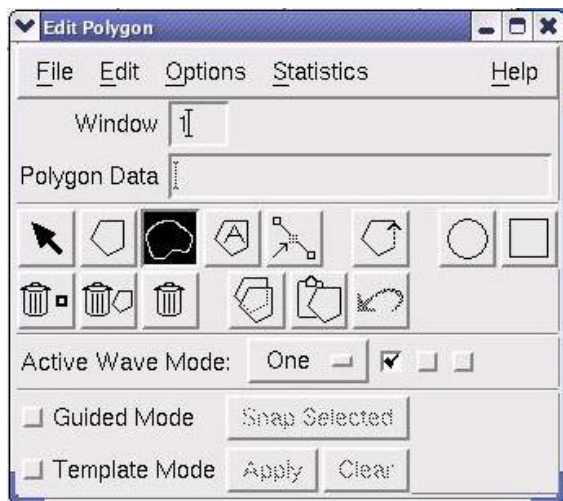 Edit Polygon
File Edit Options Statistics Help
Window 1
Polygon Data
A
Active Wave Mode: One
Guided Mode Snap Selected
Template Mode Apply Clear